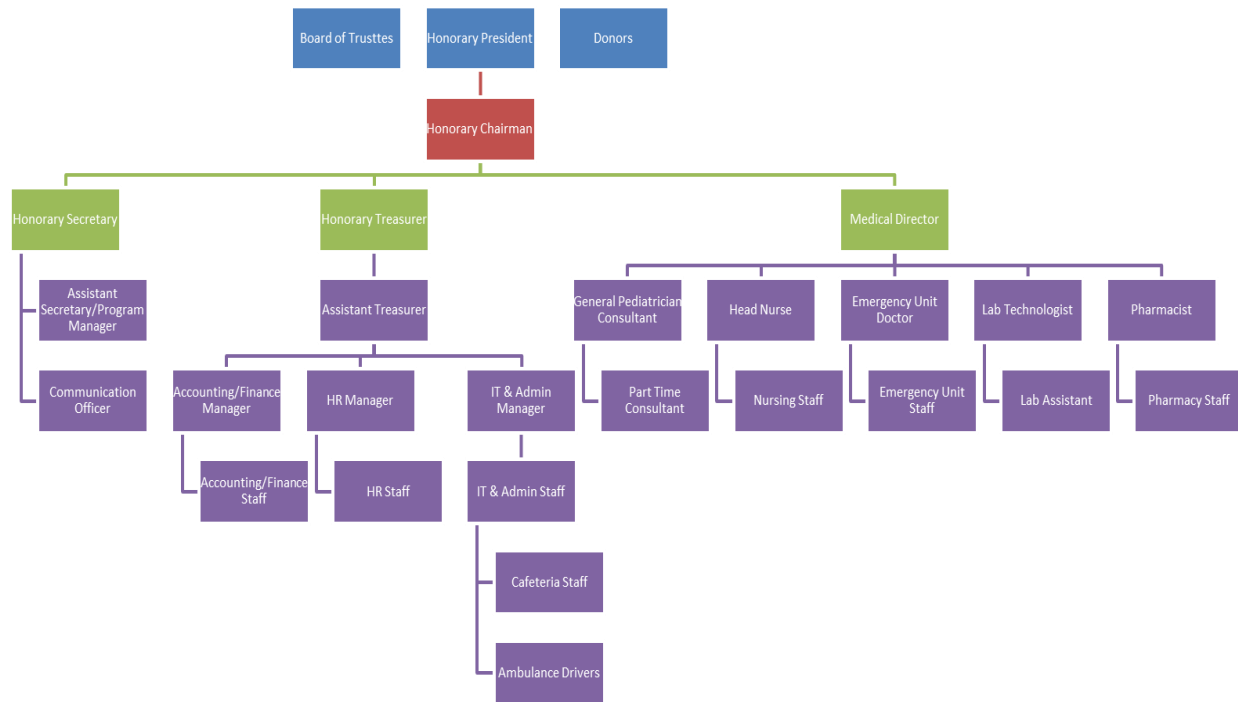 Board of Trusttes
Honorary President
Donors
Honorary Chairman
Honorary Secretary
Honorary Treasurer
Medical Director
Assistant
Secretary/Program
Manager
Assistant Treasurer
General Pediatrician
Consultant
Head Nurse
Emergency Unit
Doctor
Lab Technologist
Pharmacist
Communication
Officer
Accounting/Finance
Manager
HR Manager
IT & Admin
Manager
Part Time
Consultant
Nursing Staff
Emergency Unit
Staff
Lab Assistant
Pharmacy Staff
Accounting/Finance
Staff
HR Staff
IT & Admin Staff
Cafeteria Staff
Ambulance Drivers